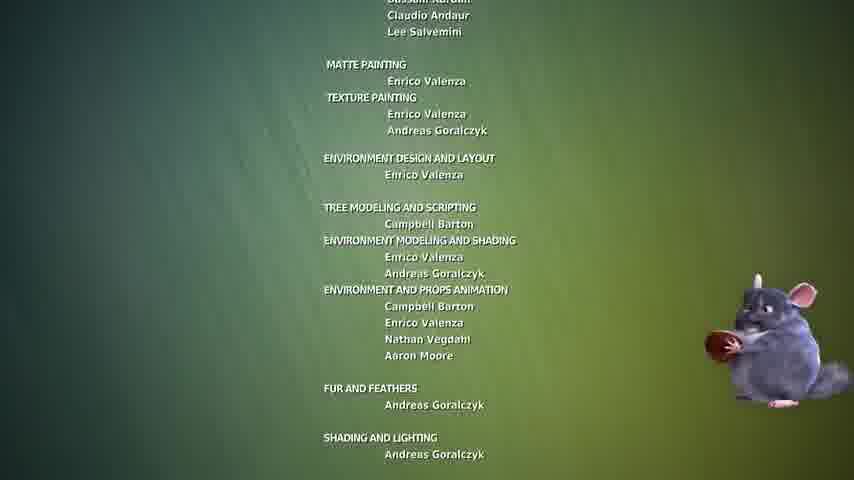 Claudio Andaur
Lee Salvemini
MATTE PAINTING
Enrico Valenza
TEXTURE PAINTING
Enrico Valenza
Andreas Goralczyk
ENVIRONMENT DESIGN AND LAYOUT
Enrico Valenza
TREE MODELING AND SCRIPTING
Campbell Barton
ENVIRONMENT MODELING AND SHADING
Enrico Valenza
Andreas Goralczyk
ENVIRONMENT AND PROPS ANIMATION
Campbell Barton
Enrico Valenza
Nathan Vegdahl
Aaron Moore
FUR AND FEATHERS
Andreas Goralczyk
SHADING AND LIGHTING
Andreas Goralczyk